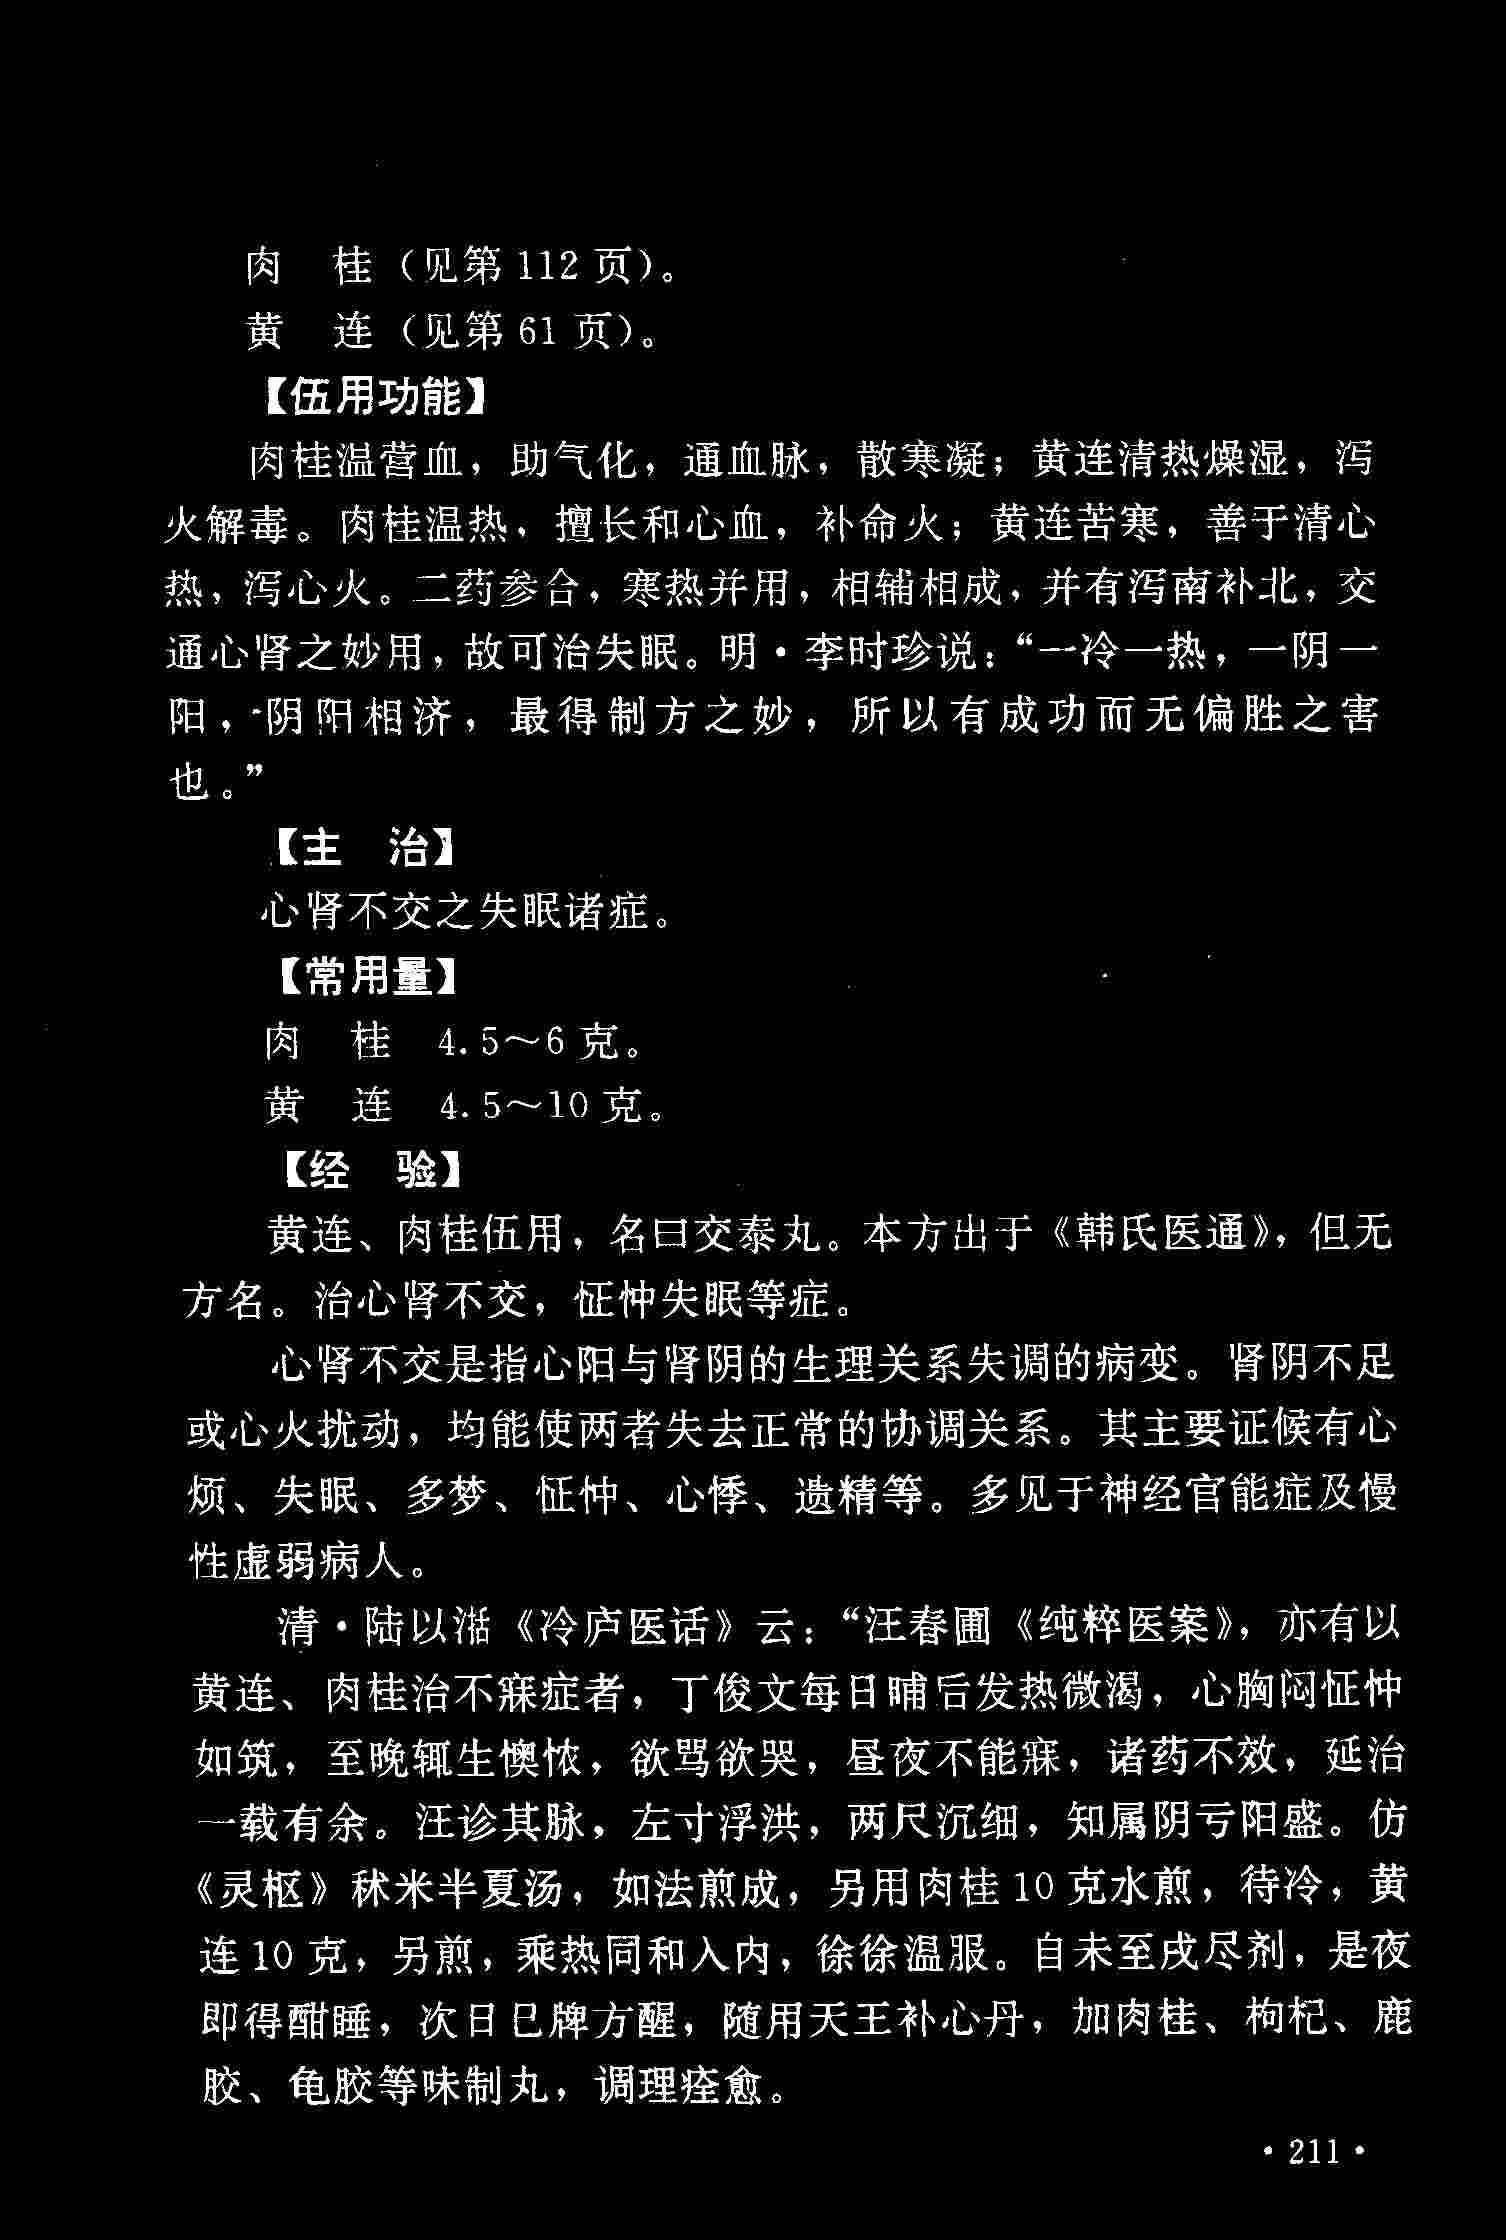 肉　桂（见第 112 页）。
黄　连（见第 61 页）。
【伍用功能】
肉桂温营血，助气化，通血脉，散寒凝；黄连清热燥湿，泻
火解毒。肉桂温热，擅长和心血，补命火；黄连苦寒，善于清心
热，泻心火。二药参合，寒热并用，相辅相成，并有泻南补北，交
通心肾之妙用，故可治失眠。明·李时珍说：“一冷一热，一阴一
阳，阴阳相济，最得制方之妙，所以有成功而无偏胜之害
也。”
【主　治】
心肾不交之失眠诸症。
【常用量】
肉　桂　4.5～6 克。
黄　连　4.5～10 克。
【经　验】
黄连、肉桂伍用，名曰交泰丸。本方出于《韩氏医通》，但无
方名。治心肾不交，怔忡失眠等症。
心肾不交是指心阳与肾阴的生理关系失调的病变。肾阴不足
或心火扰动，均能使两者失去正常的协调关系。其主要证候有心
烦、失眠、多梦、怔忡、心悸、遗精等。多见于神经官能症及慢
性虚弱病人。
清·陆以湉《冷庐医话》云：“汪春圃《纯粹医案》，亦有以
黄连、肉桂治不寐症者，丁俊文每日晡后发热微渴，心胸闷怔忡
如筑，至晚辄生懊侬，欲骂欲哭，昼夜不能寐，诸药不效，延治
一载有余。汪诊其脉，左寸浮洪，两尺沉细，知属阴亏阳盛。仿
《灵枢》秫米半夏汤，如法煎成，另用肉桂 10 克水煎，待冷，黄
连 10 克，另煎，乘热同和入内，徐徐温服。自未至戌尽剂，是夜
即得酣睡，次日巳牌方醒，随用天王补心丹，加肉桂、枸杞、鹿
胶、龟胶等味制丸，调理痊愈。
· 211 ·